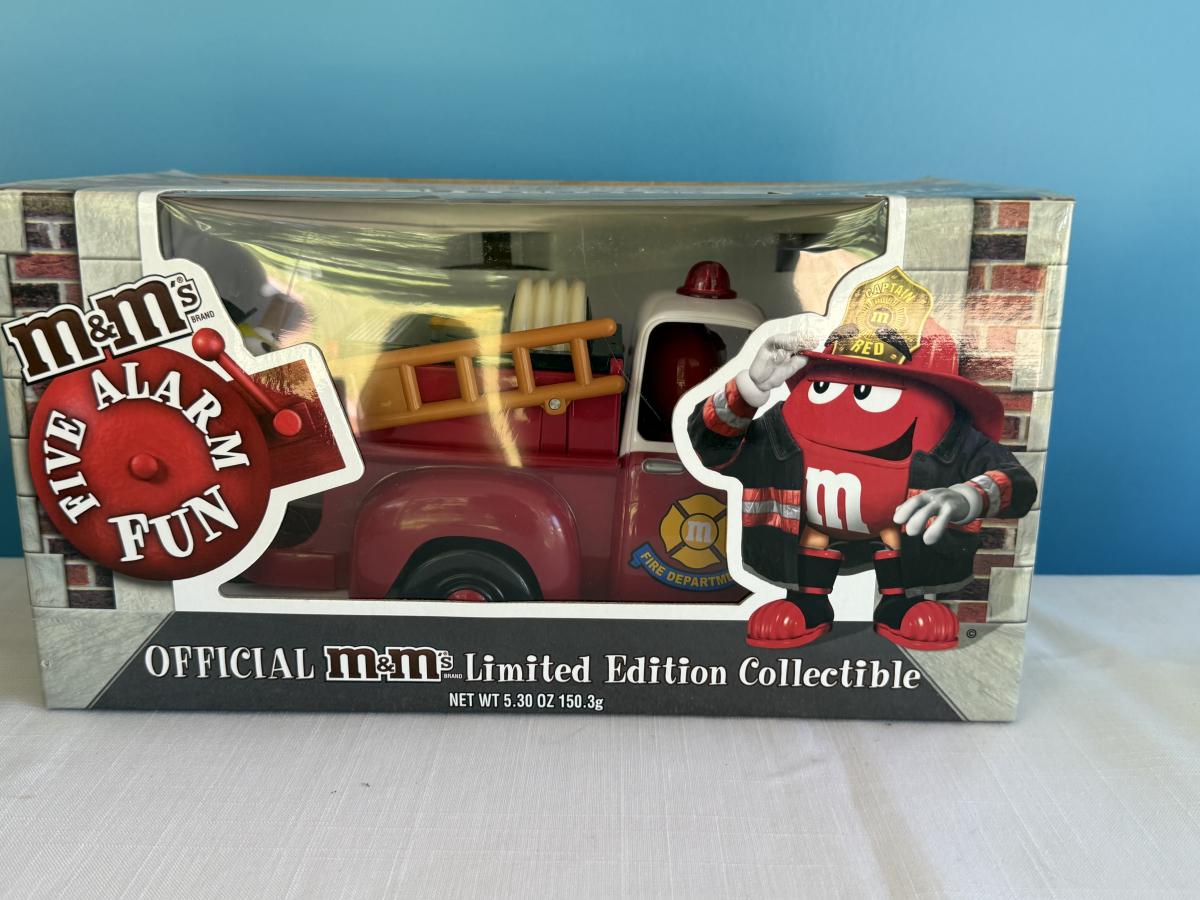 m&m's®
BRAND
FIVE ALARM
FUN
CAPTAIN
m
RED
m
m
FIRE DEPARTME
OFFICIAL m&m's® BRAND Limited Edition Collectible
NET WT 5.30 OZ 150.3g
©